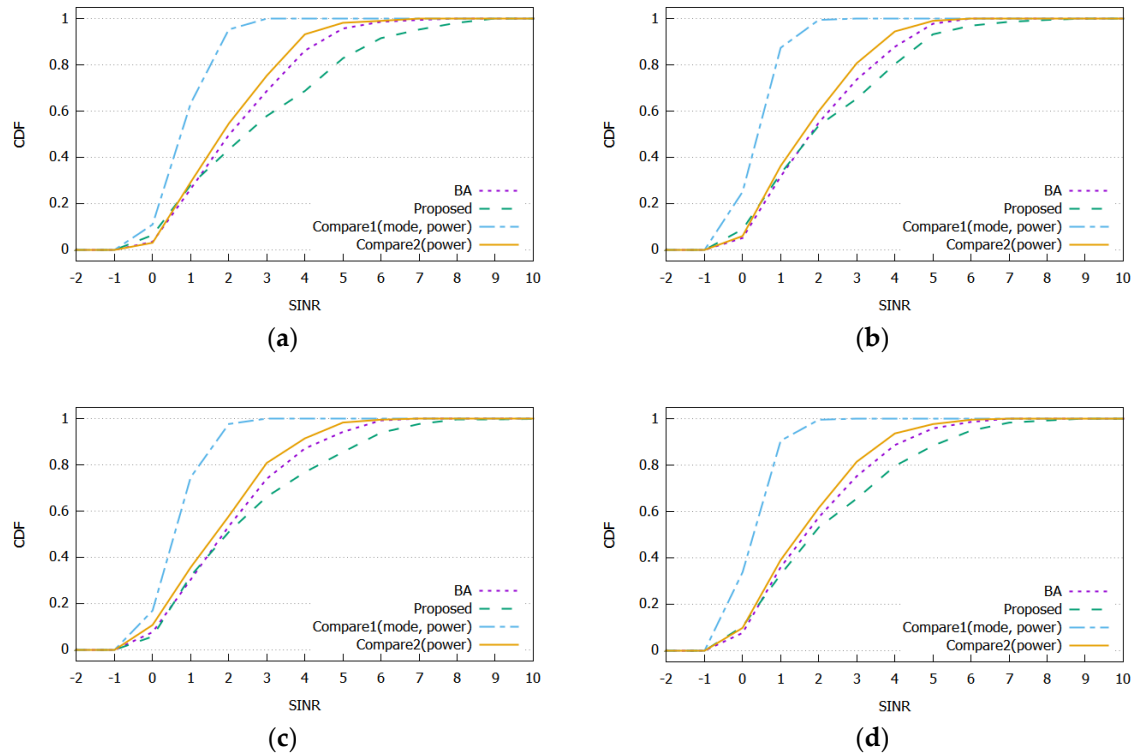 1
0.8
0.6
0.4
0.2
0
CDF
BA
Proposed
Compare1(mode, power)
Compare2(power)
-2 -1 0 1 2 3 4 5 6 7 8 9 10
SINR
(a)
1
0.8
0.6
0.4
0.2
0
CDF
BA
Proposed
Compare1(mode, power)
Compare2(power)
-2 -1 0 1 2 3 4 5 6 7 8 9 10
SINR
(b)
1
0.8
0.6
0.4
0.2
0
CDF
BA
Proposed
Compare1(mode, power)
Compare2(power)
-2 -1 0 1 2 3 4 5 6 7 8 9 10
SINR
(c)
1
0.8
0.6
0.4
0.2
0
CDF
BA
Proposed
Compare1(mode, power)
Compare2(power)
-2 -1 0 1 2 3 4 5 6 7 8 9 10
SINR
(d)